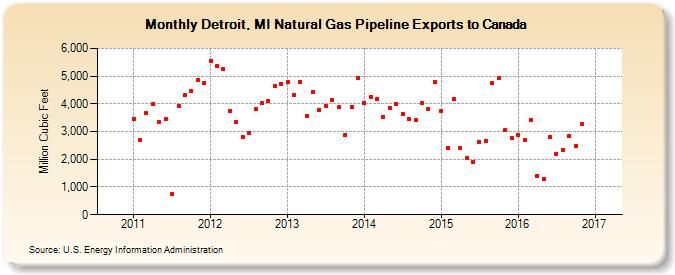 Monthly Detroit, MI Natural Gas Pipeline Exports to Canada
Million Cubic Feet
6,000
5,000
4,000
3,000
2,000
1,000
0
2011 2012 2013 2014 2015 2016 2017
Source: U.S. Energy Information Administration